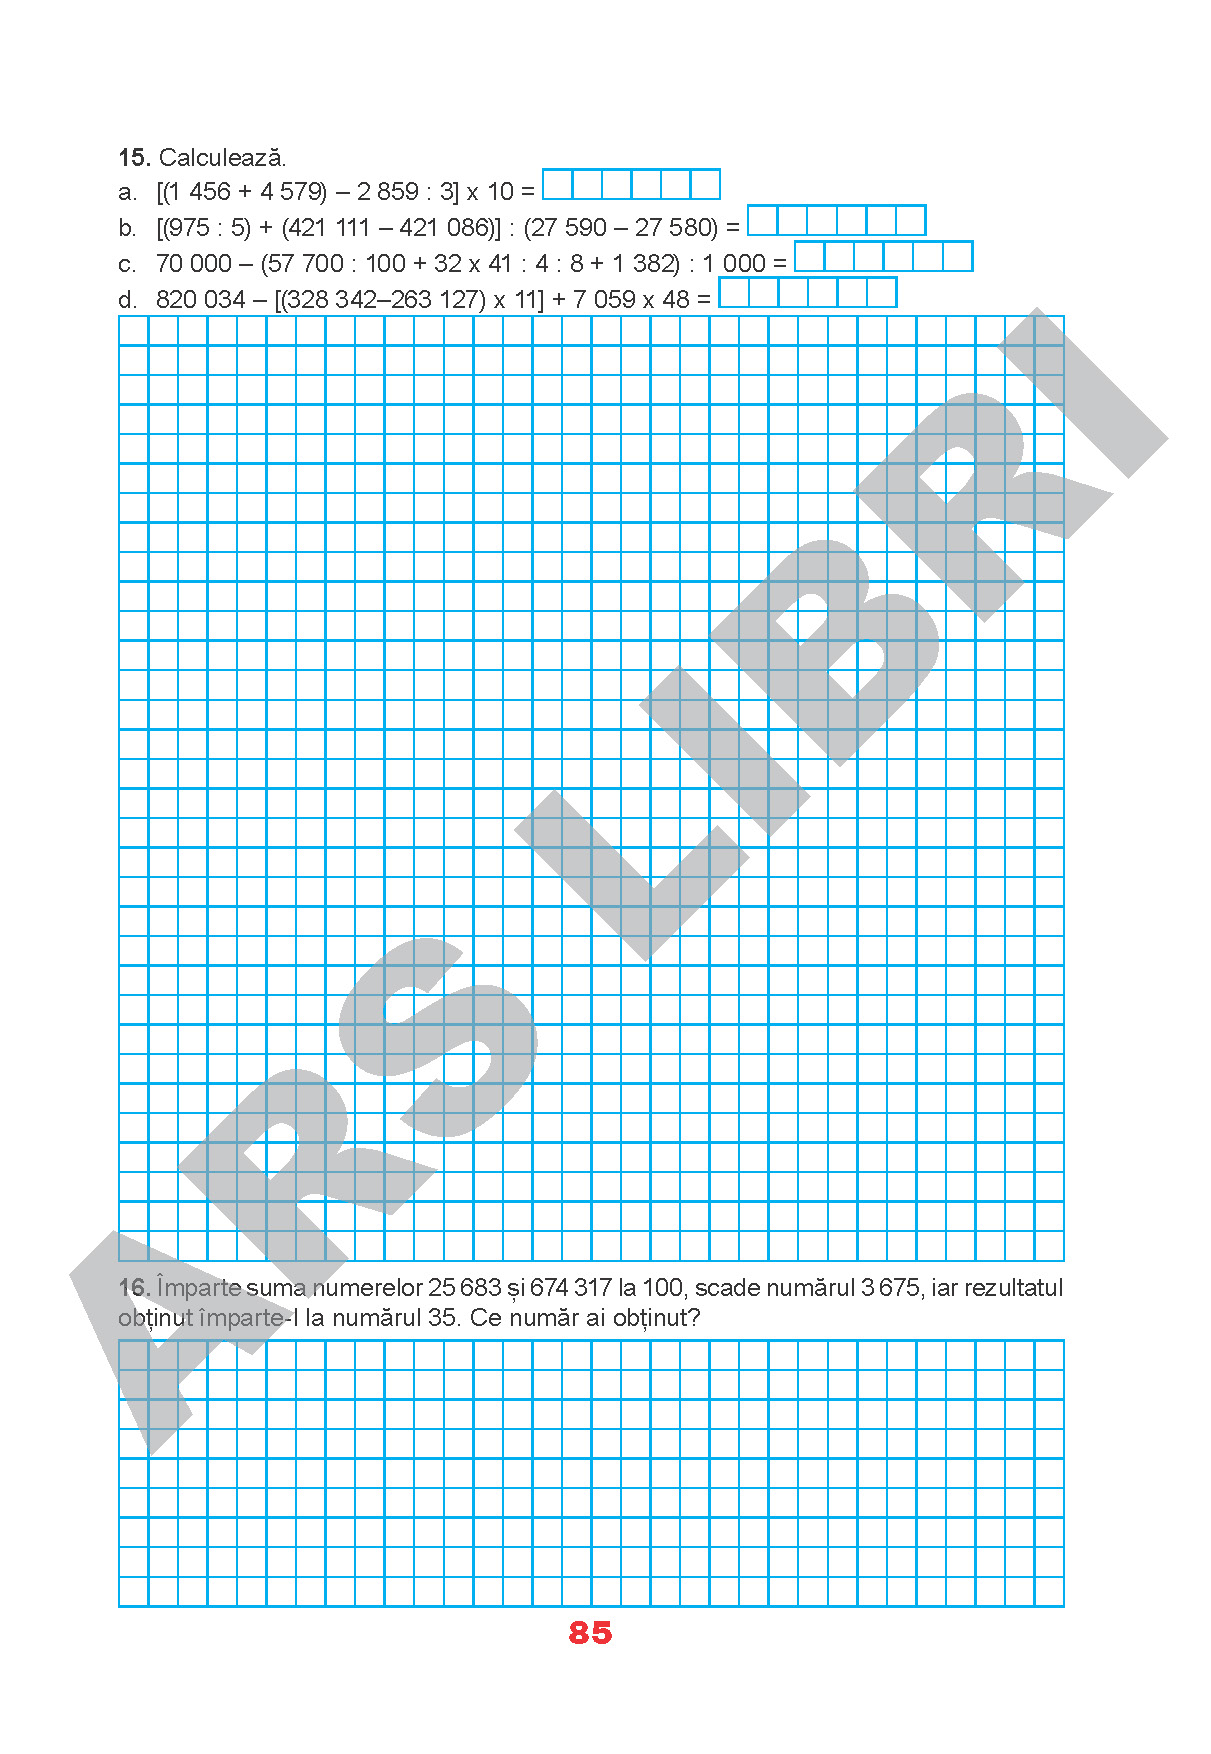 15. Calculează.
a. [(1 456 + 4 579) – 2 859 : 3] x 10 =
b. [(975 : 5) + (421 111 – 421 086)] : (27 590 – 27 580) =
c. 70 000 – (57 700 : 100 + 32 x 41 : 4 : 8 + 1 382) : 1 000 =
d. 820 034 – [(328 342–263 127) x 11] + 7 059 x 48 =
ARS LIBRI
16. Împarte suma numerelor 25 683 și 674 317 la 100, scade numărul 3 675, iar rezultatul
obținut împarte-l la numărul 35. Ce număr ai obținut?
85